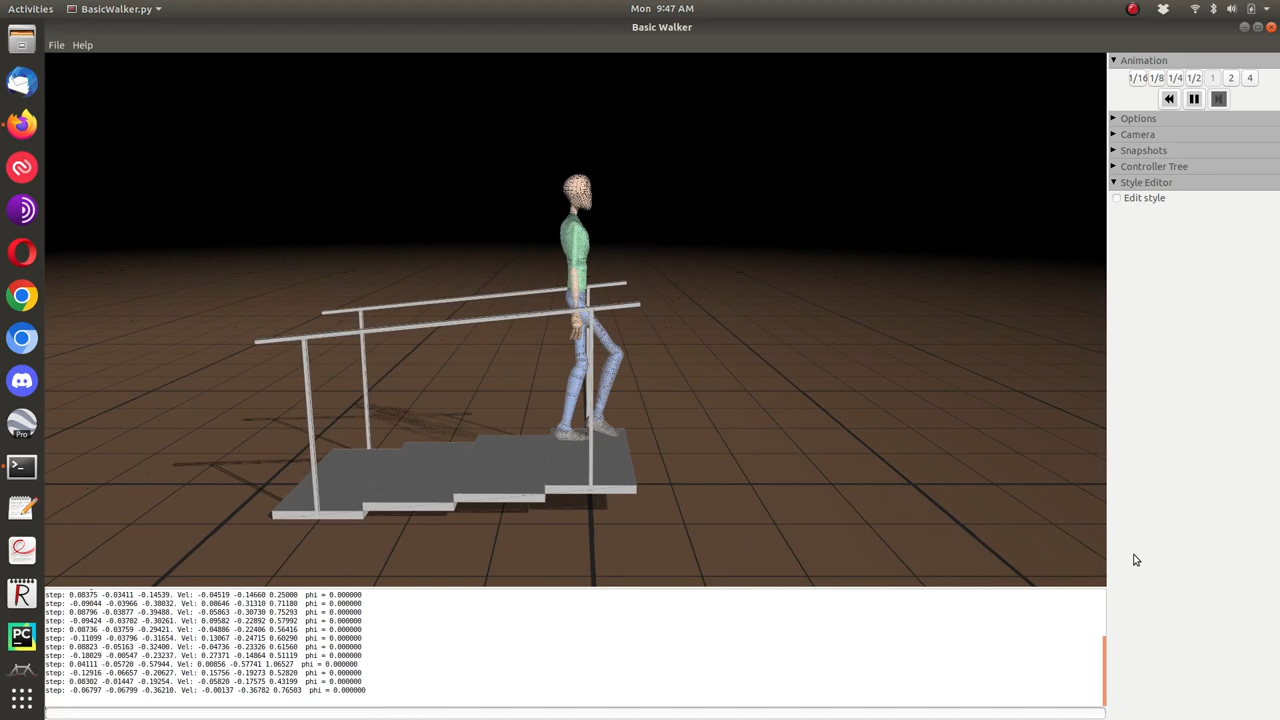 Activities BasicWalker.py Mon 9:47 AM
Basic Walker
File Help
Animation
1/16 1/8 1/4 1/2 1 2 4
Options
Camera
Snapshots
Controller Tree
Style Editor
Edit style
Pro
R
PC
step: 0.08375 -0.03411 -0.14539. Vel: -0.04519 -0.14660 0.25000 phi = 0.000000
step: -0.09044 -0.03966 -0.38032. Vel: 0.08646 -0.31310 0.71180 phi = 0.000000
step: 0.08796 -0.03877 -0.39488. Vel: -0.05863 -0.30730 0.75293 phi = 0.000000
step: -0.09424 -0.03702 -0.30261. Vel: 0.09582 -0.22892 0.57992 phi = 0.000000
step: 0.08736 -0.03759 -0.29421. Vel: -0.04886 -0.22406 0.56416 phi = 0.000000
step: -0.11099 -0.03796 -0.31654. Vel: 0.13067 -0.24715 0.60290 phi = 0.000000
step: 0.08823 -0.05163 -0.32400. Vel: -0.04736 -0.23326 0.61560 phi = 0.000000
step: -0.18029 -0.00547 -0.23237. Vel: 0.27371 -0.14864 0.51119 phi = 0.000000
step: 0.04111 -0.05720 -0.57944. Vel: 0.00856 -0.57741 1.06527 phi = 0.000000
step: -0.12916 -0.06657 -0.20627. Vel: 0.15756 -0.19273 0.52820 phi = 0.000000
step: 0.08302 -0.01447 -0.19254. Vel: -0.05820 -0.17575 0.43199 phi = 0.000000
step: -0.06797 -0.06799 -0.36210. Vel: -0.00137 -0.36782 0.76503 phi = 0.000000